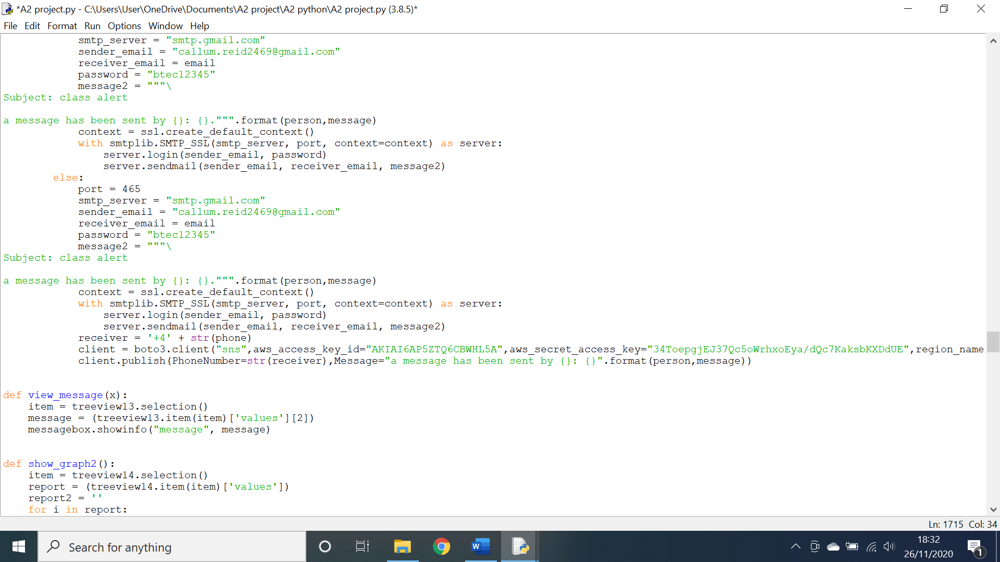 *A2 project.py - C:\Users\User\OneDrive\Documents\A2 project\A2 python\A2 project.py (3.8.5)*
File Edit Format Run Options Window Help
            smtp_server = "smtp.gmail.com"
            sender_email = "callum.reid2469@gmail.com"
            receiver_email = email
            password = "btec12345"
            message2 = """\
Subject: class alert

a message has been sent by {}: {}.""".format(person,message)
            context = ssl.create_default_context()
            with smtplib.SMTP_SSL(smtp_server, port, context=context) as server:
                server.login(sender_email, password)
                server.sendmail(sender_email, receiver_email, message2)
        else:
            port = 465
            smtp_server = "smtp.gmail.com"
            sender_email = "callum.reid2469@gmail.com"
            receiver_email = email
            password = "btec12345"
            message2 = """\
Subject: class alert

a message has been sent by {}: {}.""".format(person,message)
            context = ssl.create_default_context()
            with smtplib.SMTP_SSL(smtp_server, port, context=context) as server:
                server.login(sender_email, password)
                server.sendmail(sender_email, receiver_email, message2)
            receiver = '+4' + str(phone)
            client = boto3.client("sns",aws_access_key_id="AKIAI6AP5ZTQ6CBWHL5A",aws_secret_access_key="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",region_name
            client.publish(PhoneNumber=str(receiver),Message="a message has been sent by {}: {}".format(person,message))

def view_message(x):
    item = treeview13.selection()
    message = (treeview13.item(item)['values'][2])
    messagebox.showinfo("message", message)

def show_graph2():
    item = treeview14.selection()
    report = (treeview14.item(item)['values'])
    report2 = ''
    for i in report:
Ln: 1715 Col: 34
Search for anything
W
18:32
26/11/2020
1